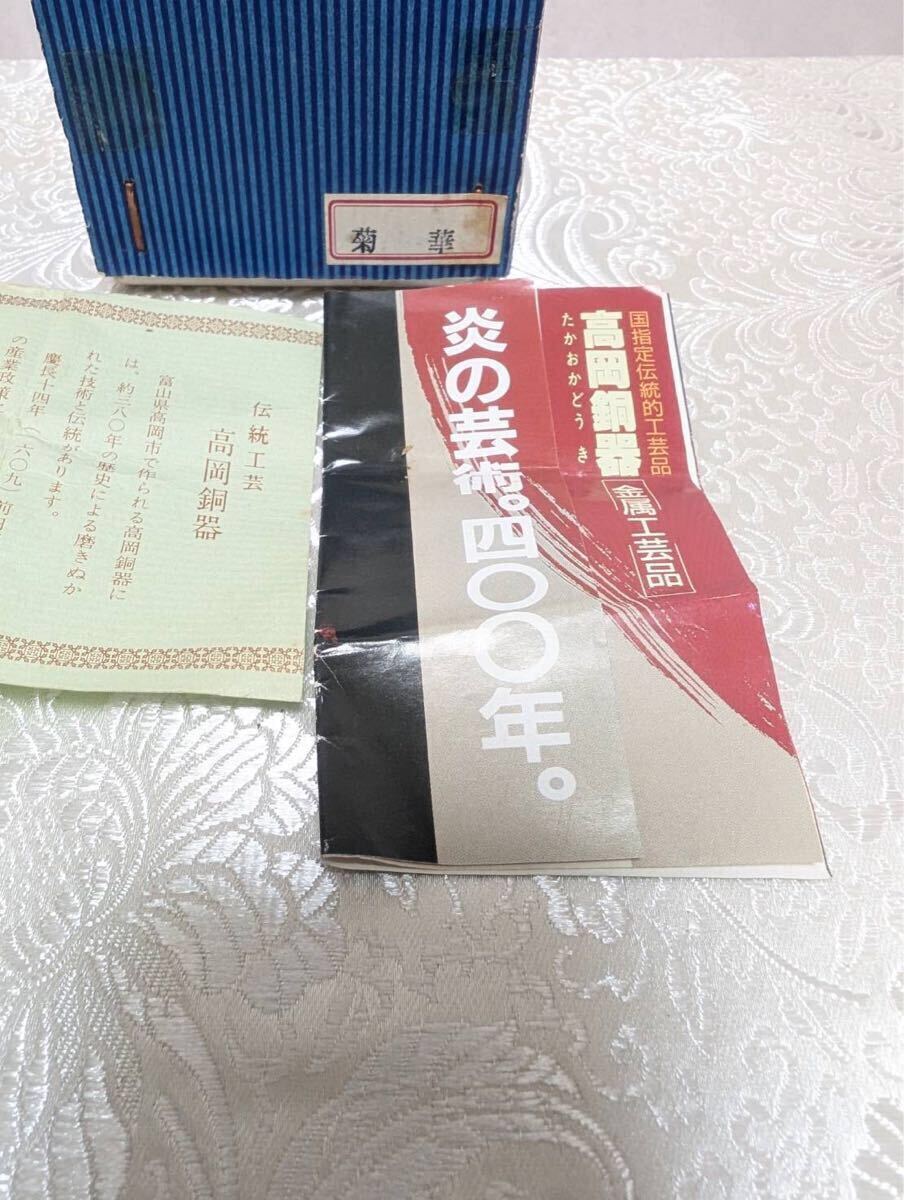 菊 華
国指定伝統的工芸品
高岡銅器
たかおかどうき
金属工芸品
炎の芸術。四〇〇年。
伝統工芸
高岡銅器
富山県高岡市で作られる高岡銅器に
は、約三八〇年の歴史による磨きぬか
れた技術と伝統があります。
慶長十四年(一六〇九)前田
の産業政策